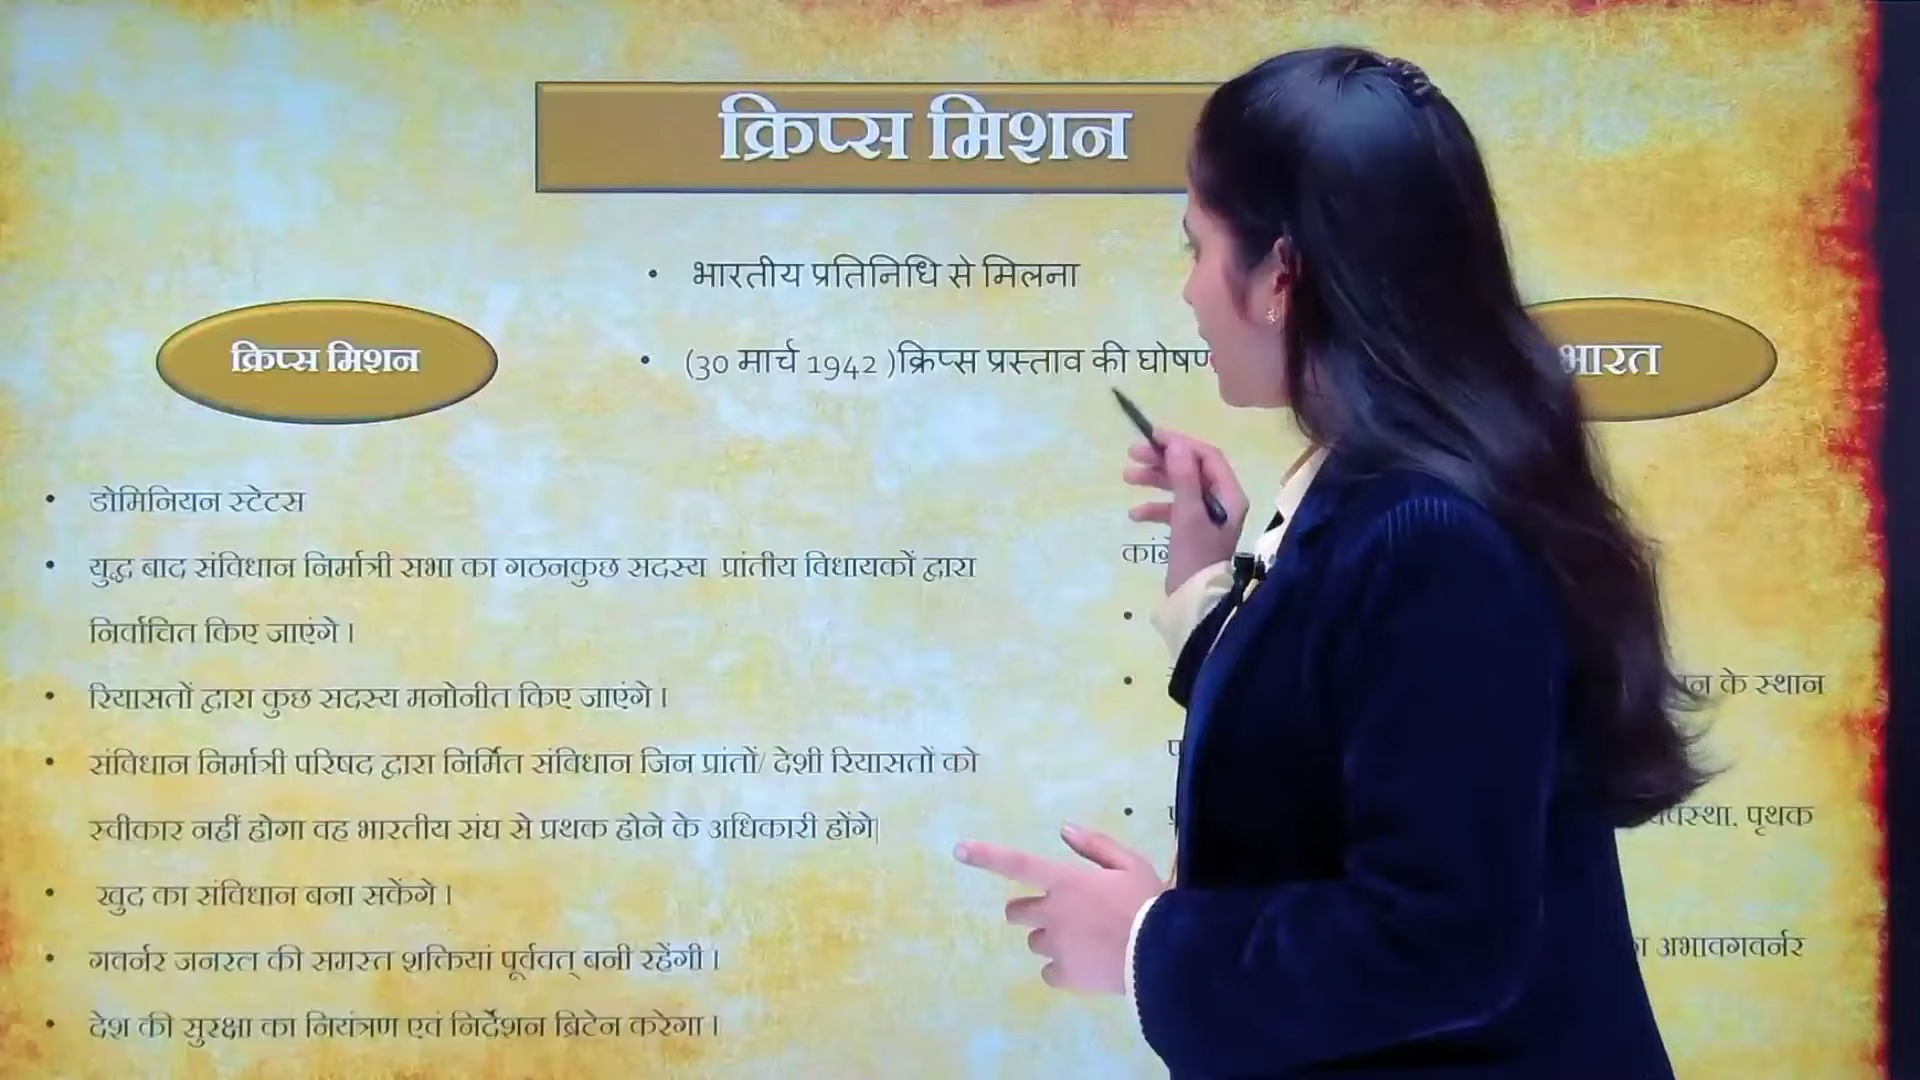 क्रिप्स मिशन
• भारतीय प्रतिनिधि से मिलना
• (30 मार्च 1942 )क्रिप्स प्रस्ताव की
क्रिप्स मिशन
भारत
• डोमिनियन स्टेटस
• युद्ध बाद संविधान निर्मात्री सभा का गठनकुछ सदस्य प्रांतीय विधायकों द्वारा
निर्वाचित किए जाएंगे ।
• रियासतों द्वारा कुछ सदस्य मनोनीत किए जाएंगे ।
• संविधान निर्मात्री परिषद द्वारा निर्मित संविधान जिन प्रांतों/ देशी रियासतों को
स्वीकार नहीं होगा वह भारतीय संघ से प्रथक होने के अधिकारी होंगे|
• खुद का संविधान बना सकेंगे ।
• गवर्नर जनरल की समस्त शक्तियां पूर्ववत् बनी रहेंगी ।
• देश की सुरक्षा का नियंत्रण एवं निर्देशन ब्रिटेन करेगा ।
के स्थान
पृथक
अभावगवर्नर